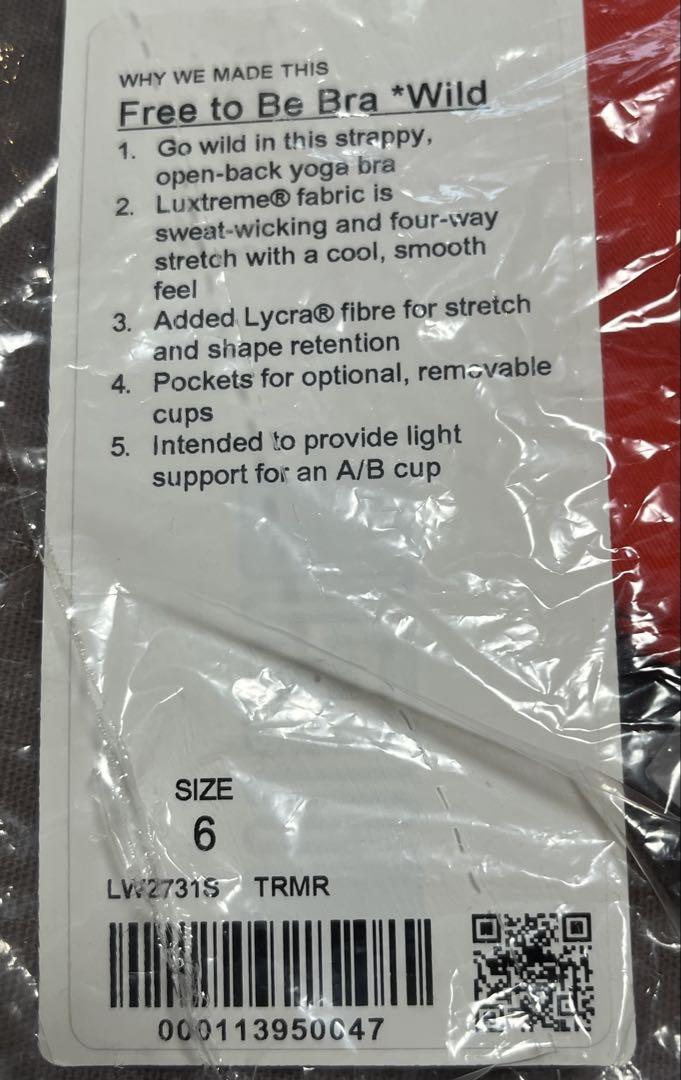 WHY WE MADE THIS
Free to Be Bra *Wild
1. Go wild in this strappy,
open-back yoga bra
2. Luxtreme® fabric is
sweat-wicking and four-way
stretch with a cool, smooth
feel
3. Added Lycra® fibre for stretch
and shape retention
4. Pockets for optional, removable
cups
5. Intended to provide light
support for an A/B cup
SIZE
6
LW2731S TRMR
000113950047